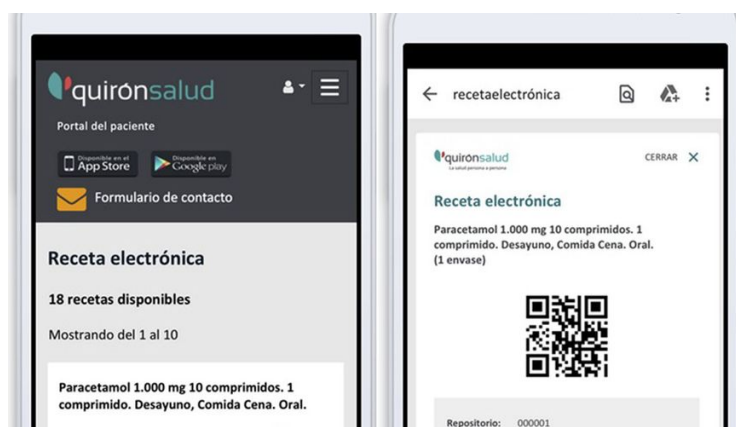 quirónsalud
Portal del paciente
Disponible en el
App Store
Disponible en
Google play
Formulario de contacto
Receta electrónica
18 recetas disponibles
Mostrando del 1 al 10
Paracetamol 1.000 mg 10 comprimidos. 1
comprimido. Desayuno, Comida Cena. Oral.
recetaelectrónica
quironsalud
La salud persona a persona
CERRAR X
Receta electrónica
Paracetamol 1.000 mg 10 comprimidos. 1
comprimido. Desayuno, Comida Cena. Oral.
(1 envase)
Repositorio: 000001